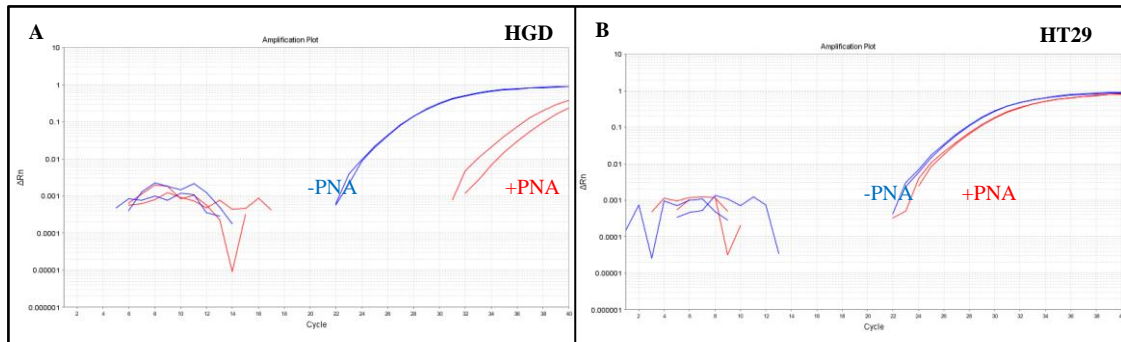 A
HGD
Amplification Plot
10
1
0.1
0.01
0.001
0.0001
0.00001
0.000001
ΔRn
-PNA
+PNA
2 4 6 8 10 12 14 16 18 20 22 24 26 28 30 32 34 36 38 40
Cycle
B
HT29
Amplification Plot
10
1
0.1
0.01
0.001
0.0001
0.00001
0.000001
ΔRn
-PNA
+PNA
2 4 6 8 10 12 14 16 18 20 22 24 26 28 30 32 34 36 38
Cycle